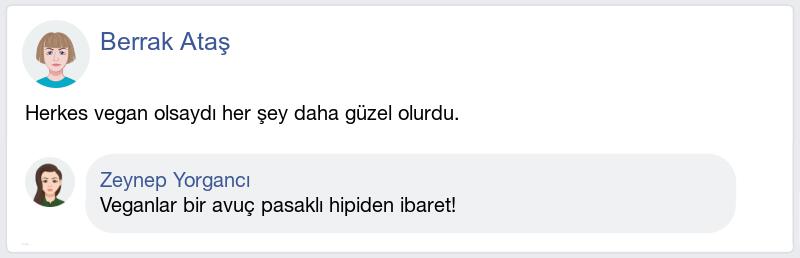 Berrak Ataş
Herkes vegan olsaydı her şey daha güzel olurdu.
Zeynep Yorgancı
Veganlar bir avuç pasaklı hipiden ibaret!